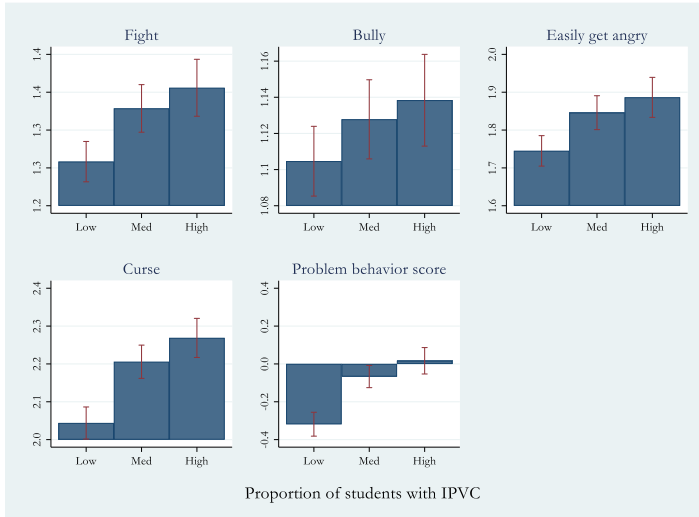 Fight
Bully
Easily get angry
1.4
1.4
1.3
1.3
1.2
1.16
1.14
1.12
1.1
1.08
2.0
1.9
1.8
1.7
1.6
Low Med High
Low Med High
Low Med High
Curse
Problem behavior score
2.4
2.3
2.2
2.1
2.0
0.4
0.2
0.0
-0.2
-0.4
Low Med High
Low Med High
Proportion of students with IPVC